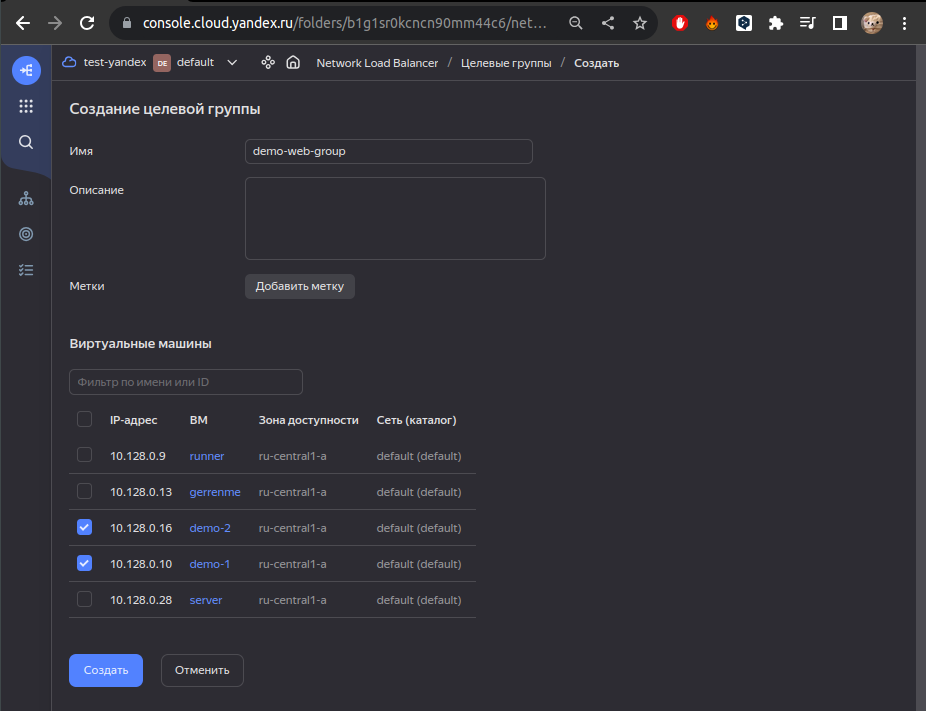 console.cloud.yandex.ru/folders/b1g1sr0kcncn90mm44c6/net...
test-yandex DE default Network Load Balancer / Целевые группы / Создать
Создание целевой группы
Имя demo-web-group
Описание
Метки Добавить метку
Виртуальные машины
Фильтр по имени или ID
IP-адрес ВМ Зона доступности Сеть (каталог)
10.128.0.9 runner ru-central1-a default (default)
10.128.0.13 gerrenme ru-central1-a default (default)
10.128.0.16 demo-2 ru-central1-a default (default)
10.128.0.10 demo-1 ru-central1-a default (default)
10.128.0.28 server ru-central1-a default (default)
Создать Отменить